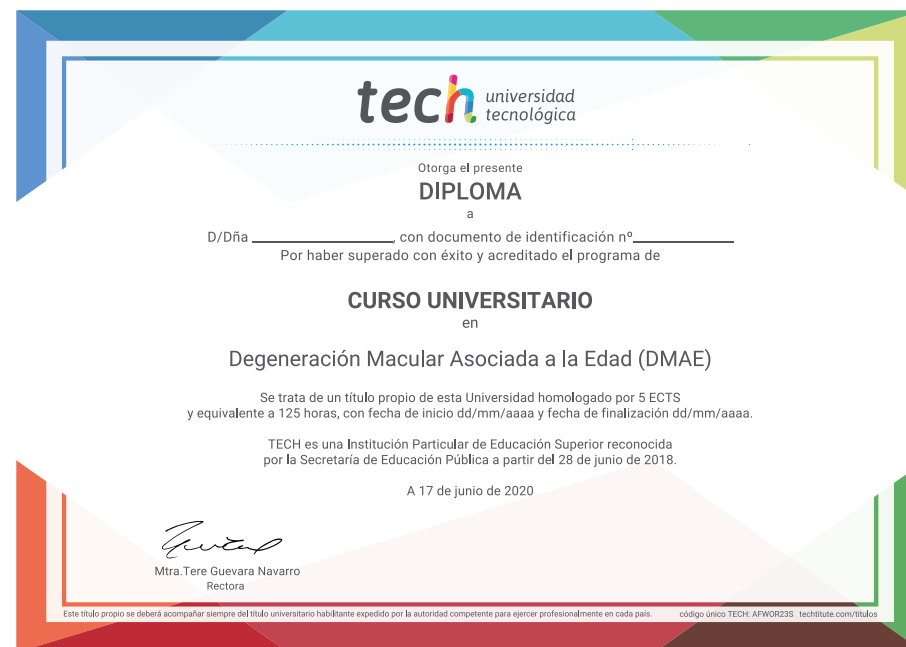 tech universidad
tecnológica
Otorga el presente
DIPLOMA
a
D/Dña ____________________, con documento de identificación nº______________
Por haber superado con éxito y acreditado el programa de
CURSO UNIVERSITARIO
en
Degeneración Macular Asociada a la Edad (DMAE)
Se trata de un título propio de esta Universidad homologado por 5 ECTS
y equivalente a 125 horas, con fecha de inicio dd/mm/aaaa y fecha de finalización dd/mm/aaaa.
TECH es una Institución Particular de Educación Superior reconocida
por la Secretaría de Educación Pública a partir del 28 de junio de 2018.
A 17 de junio de 2020
Mtra.Tere Guevara Navarro
Rectora
Este título propio se deberá acompañar siempre del título universitario habilitante expedido por la autoridad competente para ejercer profesionalmente en cada país. código único TECH: AFWOR23S techtitute.com/titulos